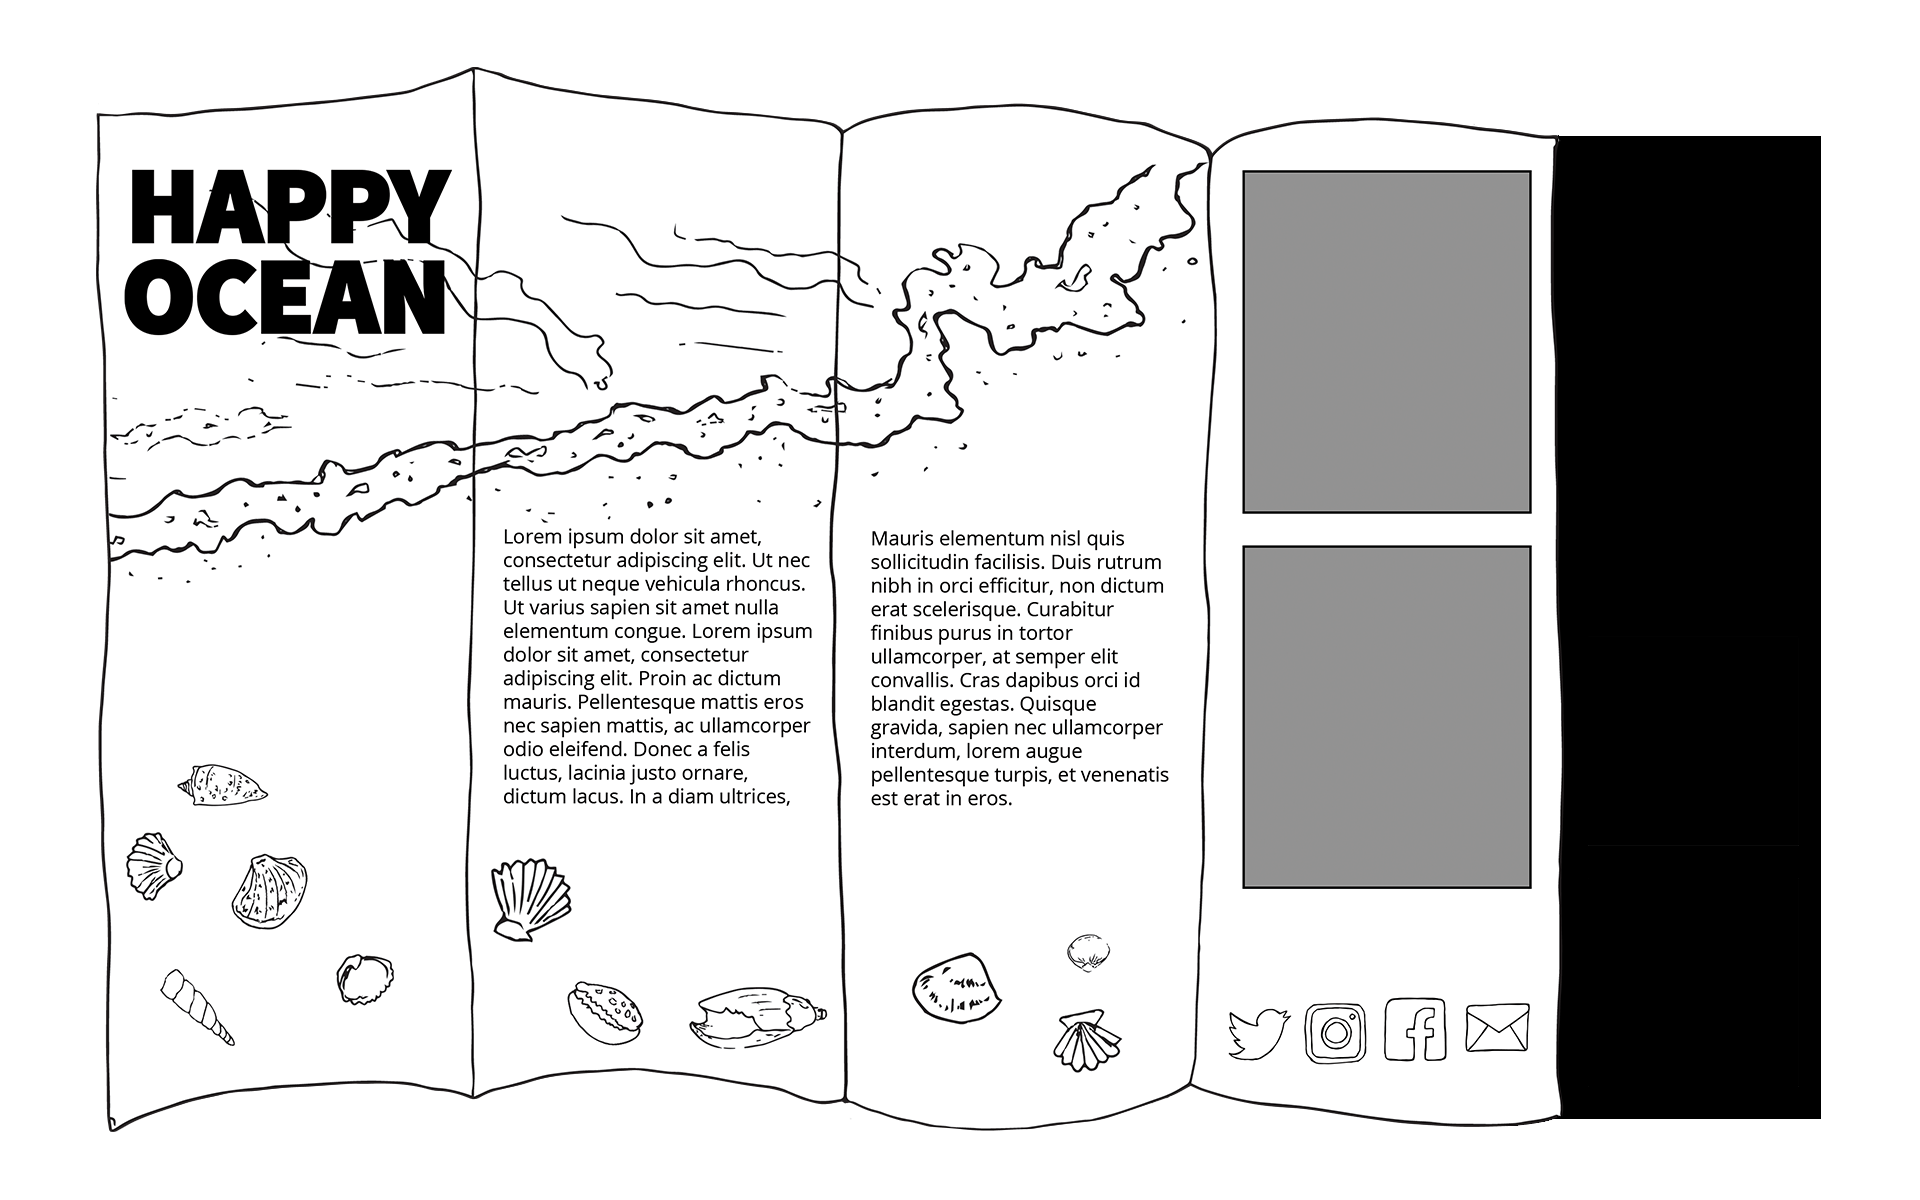 HAPPY
OCEAN
Lorem ipsum dolor sit amet,
consectetur adipiscing elit. Ut nec
tellus ut neque vehicula rhoncus.
Ut varius sapien sit amet nulla
elementum congue. Lorem ipsum
dolor sit amet, consectetur
adipiscing elit. Proin ac dictum
mauris. Pellentesque mattis eros
nec sapien mattis, ac ullamcorper
odio eleifend. Donec a felis
luctus, lacinia justo ornare,
dictum lacus. In a diam ultrices,
Mauris elementum nisl quis
sollicitudin facilisis. Duis rutrum
nibh in orci efficitur, non dictum
erat scelerisque. Curabitur
finibus purus in tortor
ullamcorper, at semper elit
convallis. Cras dapibus orci id
blandit egestas. Quisque
gravida, sapien nec ullamcorper
interdum, lorem augue
pellentesque turpis, et venenatis
est erat in eros.